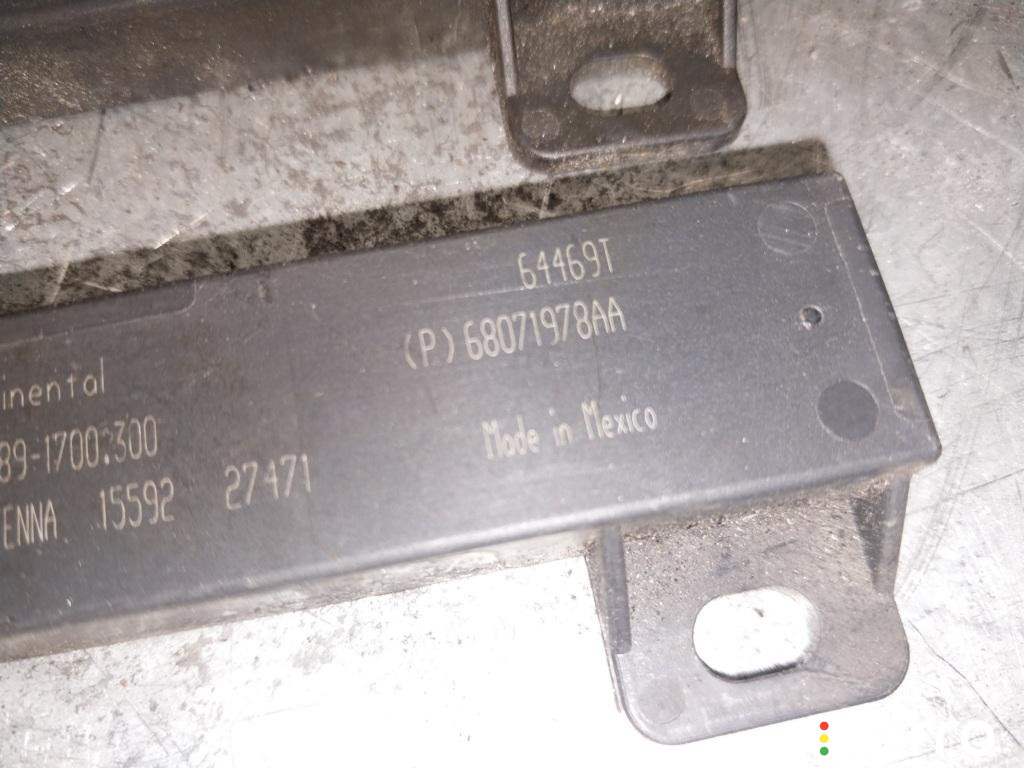 64469T
(P)68071978AA
inental
89-1700:300
Made in Mexico
ENNA 15592 27471